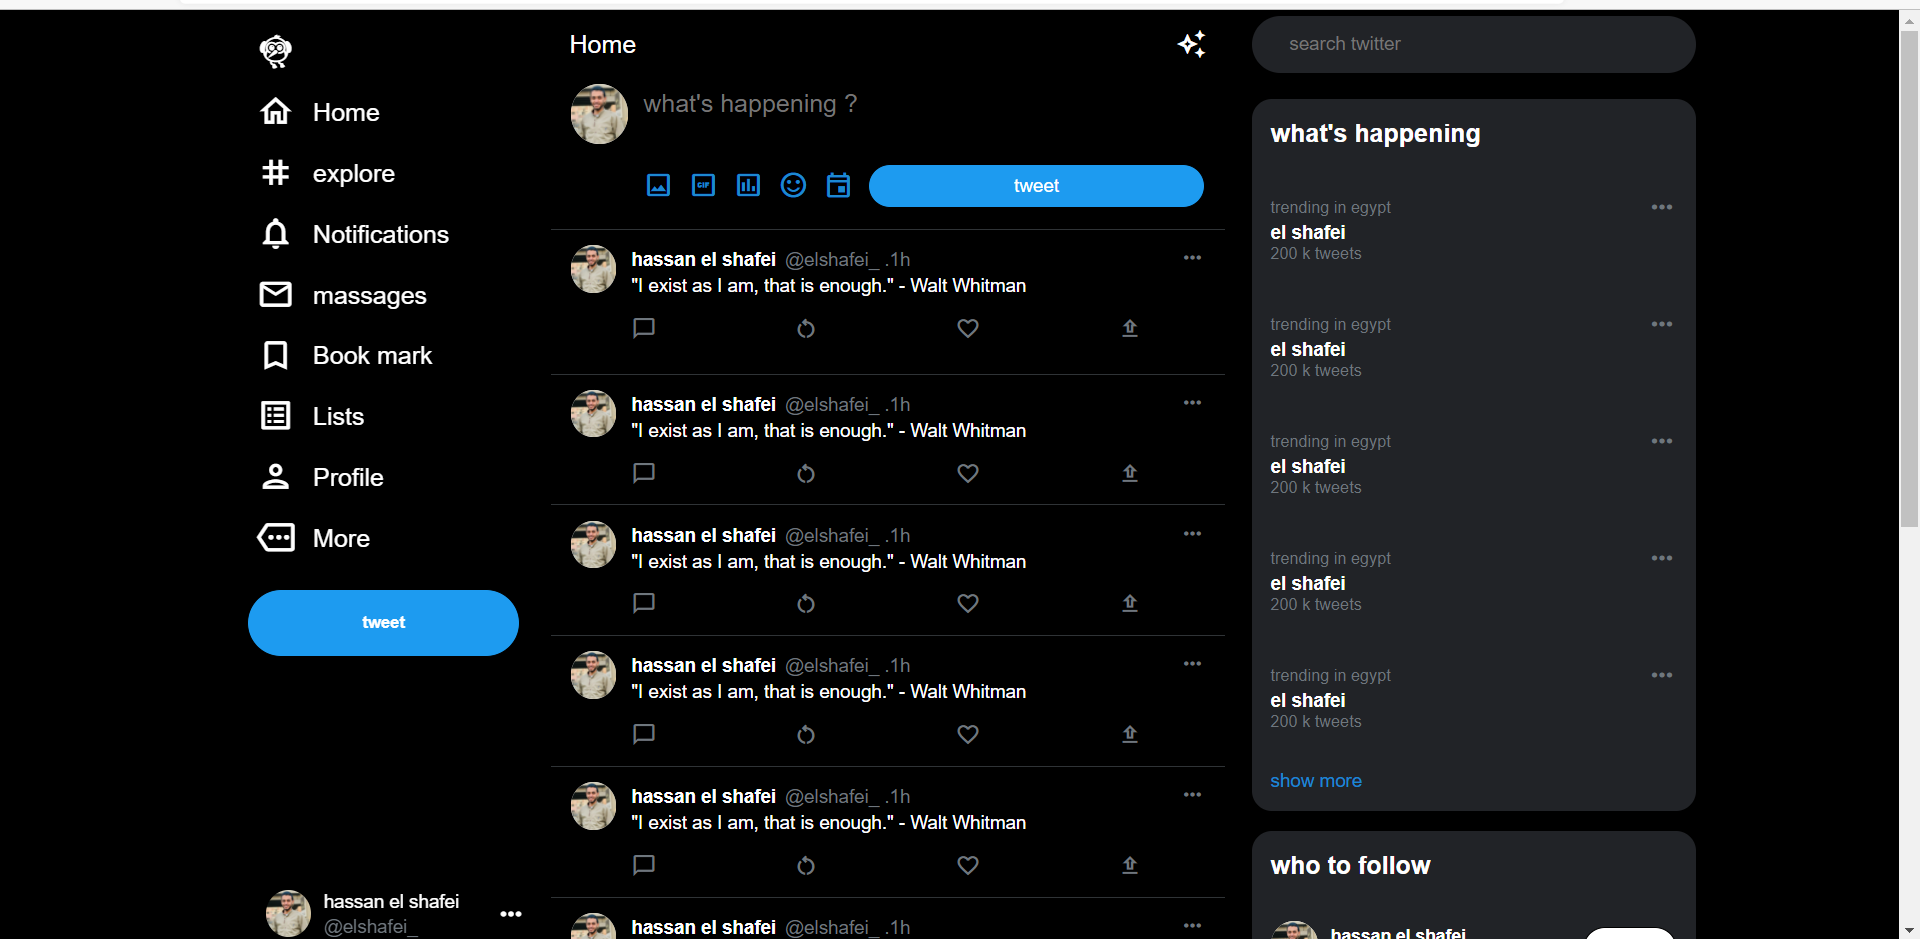 Home
explore
Notifications
massages
Book mark
Lists
Profile
More
tweet
hassan el shafei
@elshafei_
Home
what's happening ?
GIF
tweet
hassan el shafei @elshafei_ .1h
"I exist as I am, that is enough." - Walt Whitman
hassan el shafei @elshafei_ .1h
"I exist as I am, that is enough." - Walt Whitman
hassan el shafei @elshafei_ .1h
"I exist as I am, that is enough." - Walt Whitman
hassan el shafei @elshafei_ .1h
"I exist as I am, that is enough." - Walt Whitman
hassan el shafei @elshafei_ .1h
"I exist as I am, that is enough." - Walt Whitman
hassan el shafei @elshafei_ .1h
search twitter
what's happening
trending in egypt
el shafei
200 k tweets
trending in egypt
el shafei
200 k tweets
trending in egypt
el shafei
200 k tweets
trending in egypt
el shafei
200 k tweets
trending in egypt
el shafei
200 k tweets
show more
who to follow
hassan el shafei